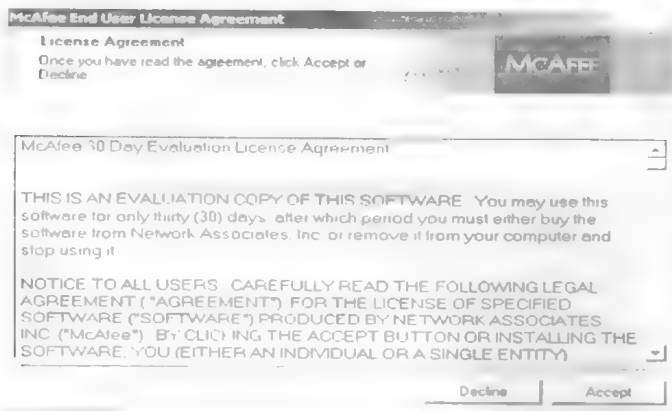 McAfee End User License Agreement
License Agreement
Once you have read the agreement, click Accept or
Decline
MCAFEE
McAfee 30 Day Evaluation License Agreement
THIS IS AN EVALUATION COPY OF THIS SOFTWARE You may use this
software for only thirty (30) days after which period you must either buy the
software from Network Associates, Inc or remove it from your computer and
stop using it
NOTICE TO ALL USERS CAREFULLY READ THE FOLLOWING LEGAL
AGREEMENT ( "AGREEMENT") FOR THE LICENSE OF SPECIFIED
SOFTWARE ("SOFTWARE") PRODUCED BY NETWORK ASSOCIATES
INC ("McAfee") BY CLICKING THE ACCEPT BUTTON OR INSTALLING THE
SOFTWARE, YOU (EITHER AN INDIVIDUAL OR A SINGLE ENTITY)
Decline Accept